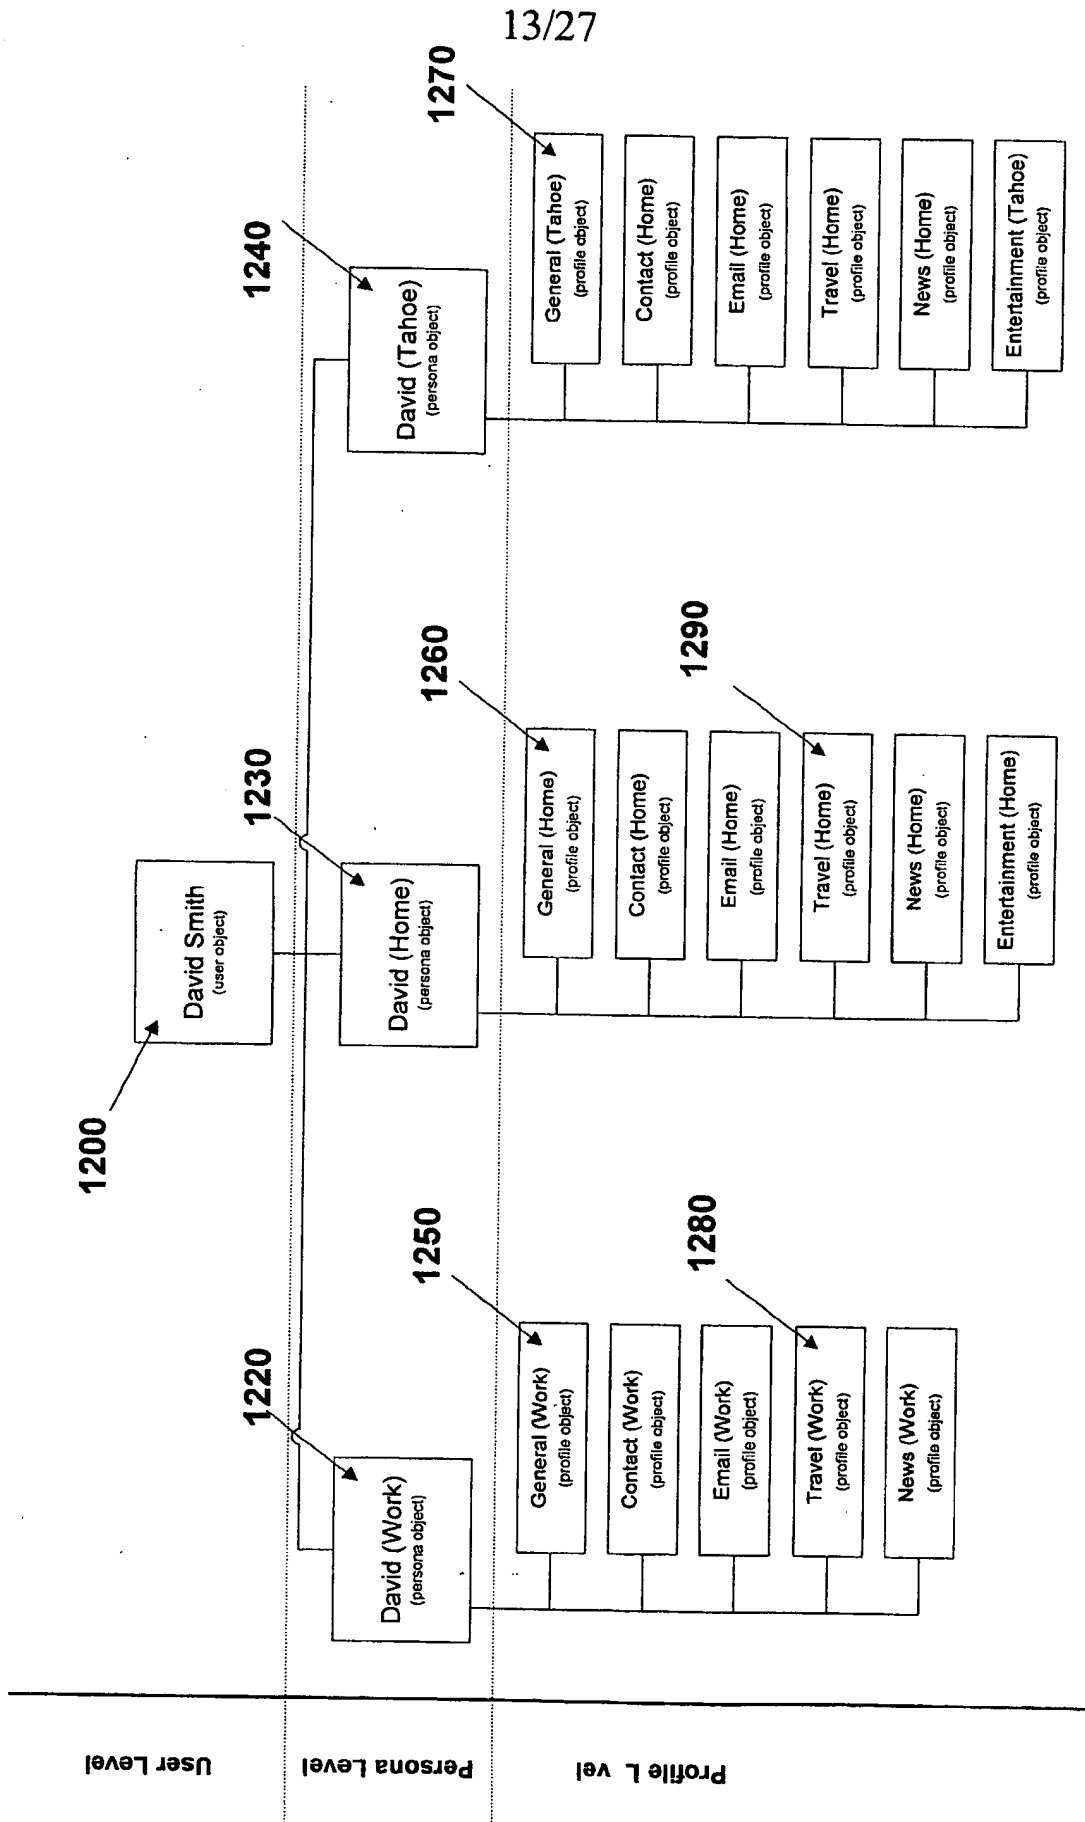 13/27
1200
David Smith
(user object)
1220
1230
1240
David (Work)
(persona object)
David (Home)
(persona object)
David (Tahoe)
(persona object)
1250
General (Work)
(profile object)
Contact (Work)
(profile object)
Email (Work)
(profile object)
1280
Travel (Work)
(profile object)
News (Work)
(profile object)
1260
General (Home)
(profile object)
Contact (Home)
(profile object)
Email (Home)
(profile object)
1290
Travel (Home)
(profile object)
News (Home)
(profile object)
Entertainment (Home)
(profile object)
1270
General (Tahoe)
(profile object)
Contact (Home)
(profile object)
Email (Home)
(profile object)
Travel (Home)
(profile object)
News (Home)
(profile object)
Entertainment (Tahoe)
(profile object)
User Level
Persona Level
Profile L vel